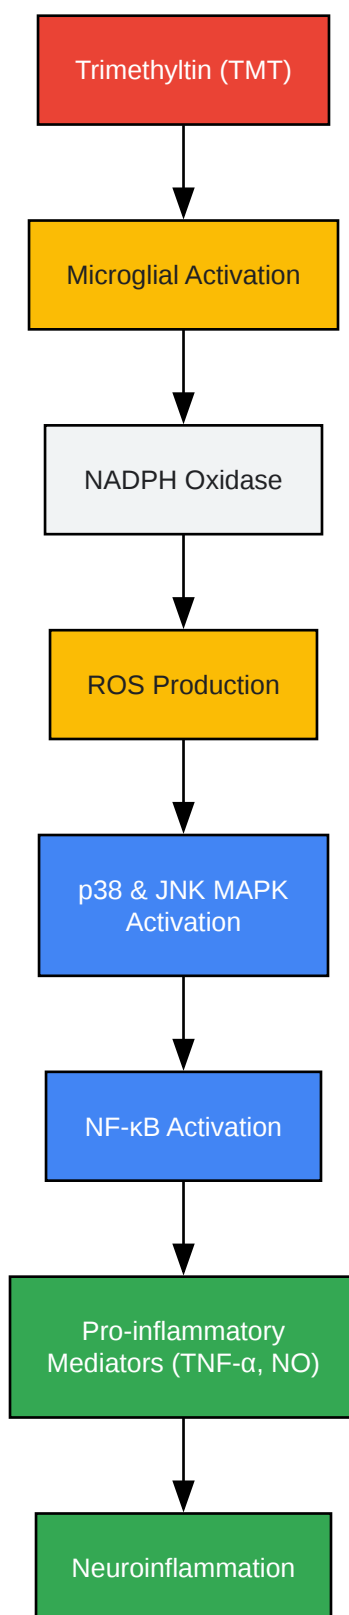 Trimethyltin (TMT)
Microglial Activation
NADPH Oxidase
ROS Production
p38 & JNK MAPK
Activation
NF-κB Activation
Pro-inflammatory
Mediators (TNF-α, NO)
Neuroinflammation